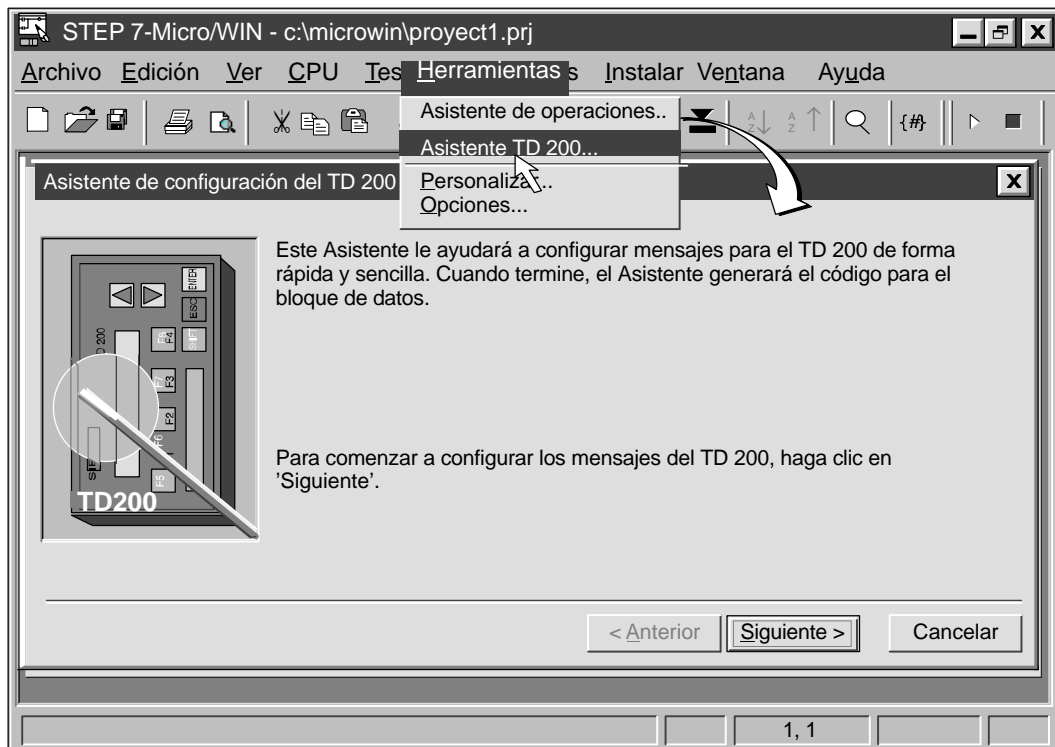 STEP 7-Micro/WIN - c:\microwin\proyect1.prj
Archivo Edición Ver CPU Tes Herramientas s Instalar Ventana Ayuda
Asistente de operaciones..
Asistente TD 200...
Personalizar...
Opciones...
{#}
Asistente de configuración del TD 200
Este Asistente le ayudará a configurar mensajes para el TD 200 de forma
rápida y sencilla. Cuando termine, el Asistente generará el código para el
bloque de datos.
ENTER
ESC
SHIFT
F8
F4
F7
F3
F2
F6
F5
TD200
Para comenzar a configurar los mensajes del TD 200, haga clic en
’Siguiente’.
< Anterior
Siguiente >
Cancelar
1, 1